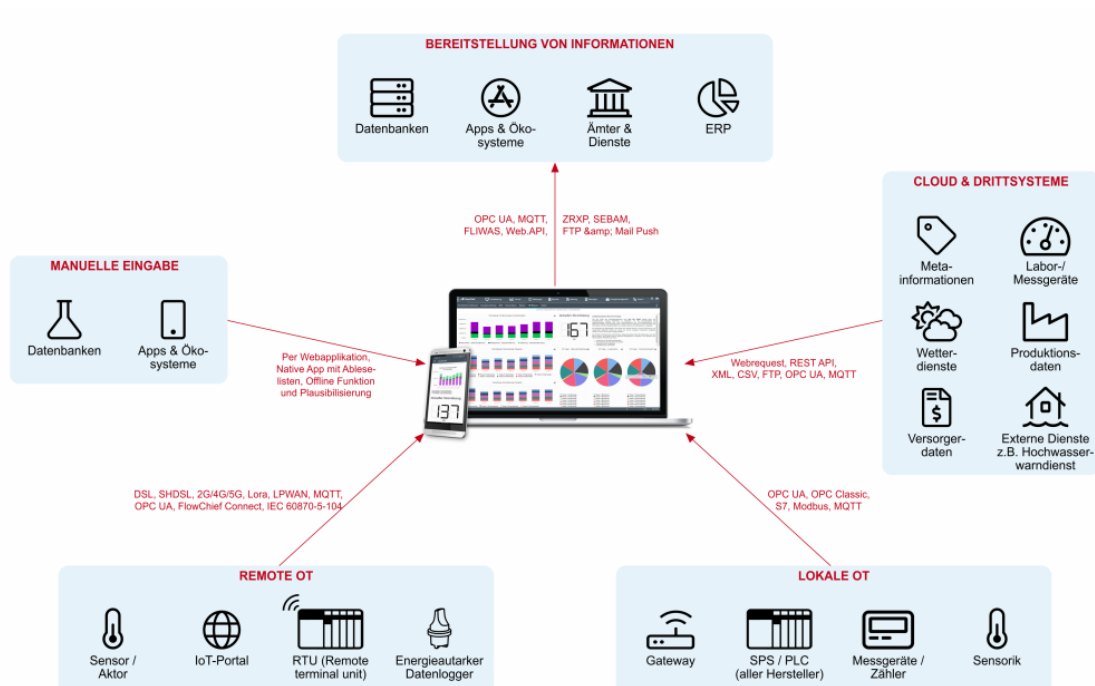 BEREITSTELLUNG VON INFORMATIONEN
Datenbanken
Apps & Öko-
systeme
Ämter &
Dienste
ERP
CLOUD & DRITTSYSTEME
Meta-
informationen
Labor-/
Messgeräte
Wetter-
dienste
Produktions-
daten
Versorger-
daten
Externe Dienste
z.B. Hochwasser-
warndienst
OPC UA, MQTT,
FLIWAS, Web.API,
ZRXP, SEBAM,
FTP &amp; Mail Push
MANUELLE EINGABE
Datenbanken
Apps & Öko-
systeme
Per Webapplikation,
Native App mit Ablese-
listen, Offline Funktion
und Plausibilisierung
167
137
Webrequest, REST API,
XML, CSV, FTP, OPC UA, MQTT
DSL, SHDSL, 2G/4G/5G, Lora, LPWAN, MQTT,
OPC UA, FlowChief Connect, IEC 60870-5-104
OPC UA, OPC Classic,
S7, Modbus, MQTT
REMOTE OT
Sensor /
Aktor
IoT-Portal
RTU (Remote
terminal unit)
Energieautarker
Datenlogger
LOKALE OT
Gateway
SPS / PLC
(aller Hersteller)
Messgeräte /
Zähler
Sensorik